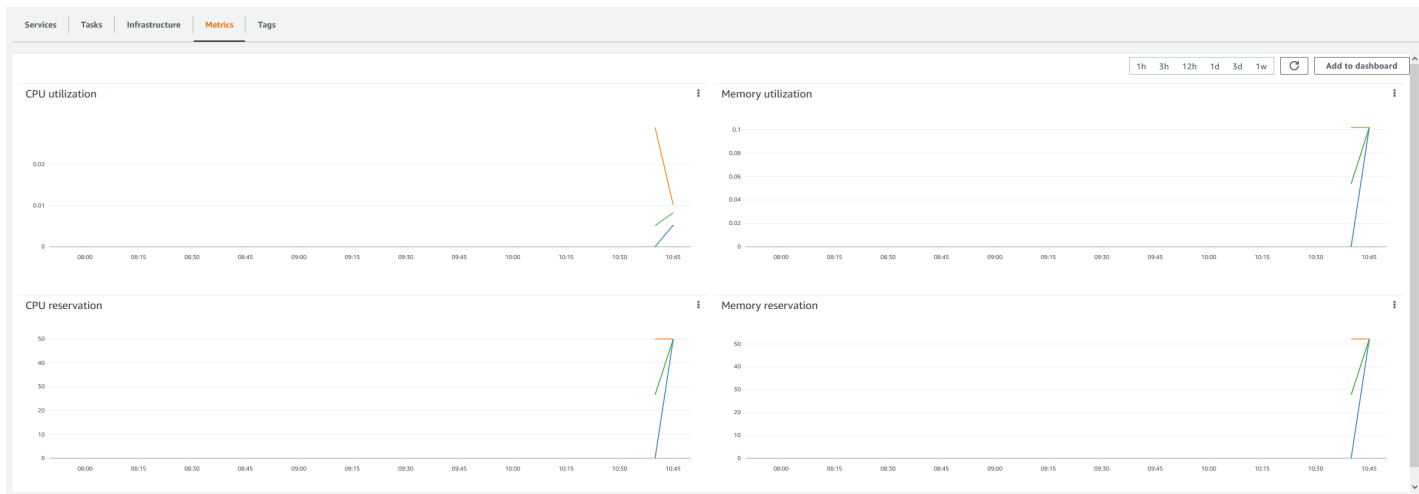 Services Tasks Infrastructure Metrics Tags
1h 3h 12h 1d 3d 1w Add to dashboard
CPU utilization
0.02
0.01
0
08:00 08:15 08:30 08:45 09:00 09:15 09:30 09:45 10:00 10:15 10:30 10:45
Memory utilization
0.1
0.08
0.06
0.04
0.02
0
08:00 08:15 08:30 08:45 09:00 09:15 09:30 09:45 10:00 10:15 10:30 10:45
CPU reservation
50
40
30
20
10
0
08:00 08:15 08:30 08:45 09:00 09:15 09:30 09:45 10:00 10:15 10:30 10:45
Memory reservation
50
40
30
20
10
0
08:00 08:15 08:30 08:45 09:00 09:15 09:30 09:45 10:00 10:15 10:30 10:45